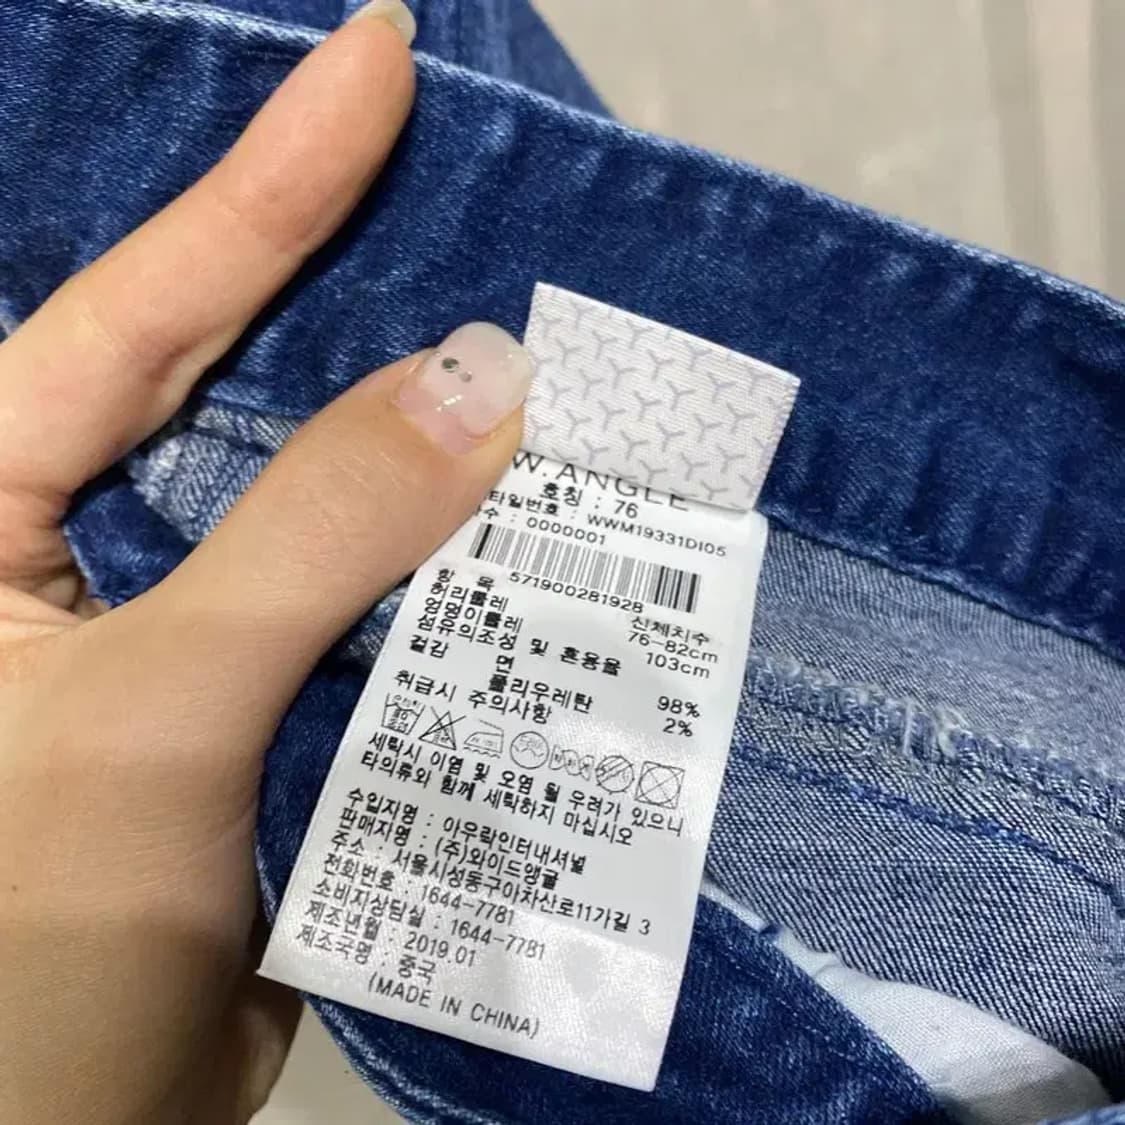 W.ANGLE
호칭 : 76
타일번호 : WWM19331DI05
수 : 0000001
571900281928
항 목 신체치수
허리둘레 76-82cm
엉덩이둘레 103cm
섬유의조성 및 혼용율
겉감 면 98%
폴리우레탄 2%
취급시 주의사항
세탁시 이염 및 오염 될 우려가 있으니
타의류와 함께 세탁하지 마십시오
수입자명 : 아우락인터내셔널
판매자명 : (주)와이드앵글
주소 : 서울시성동구아차산로11가길 3
전화번호 : 1644-7781
소비자상담실 : 1644-7781
제조년월 : 2019.01
제조국명 : 중국
(MADE IN CHINA)